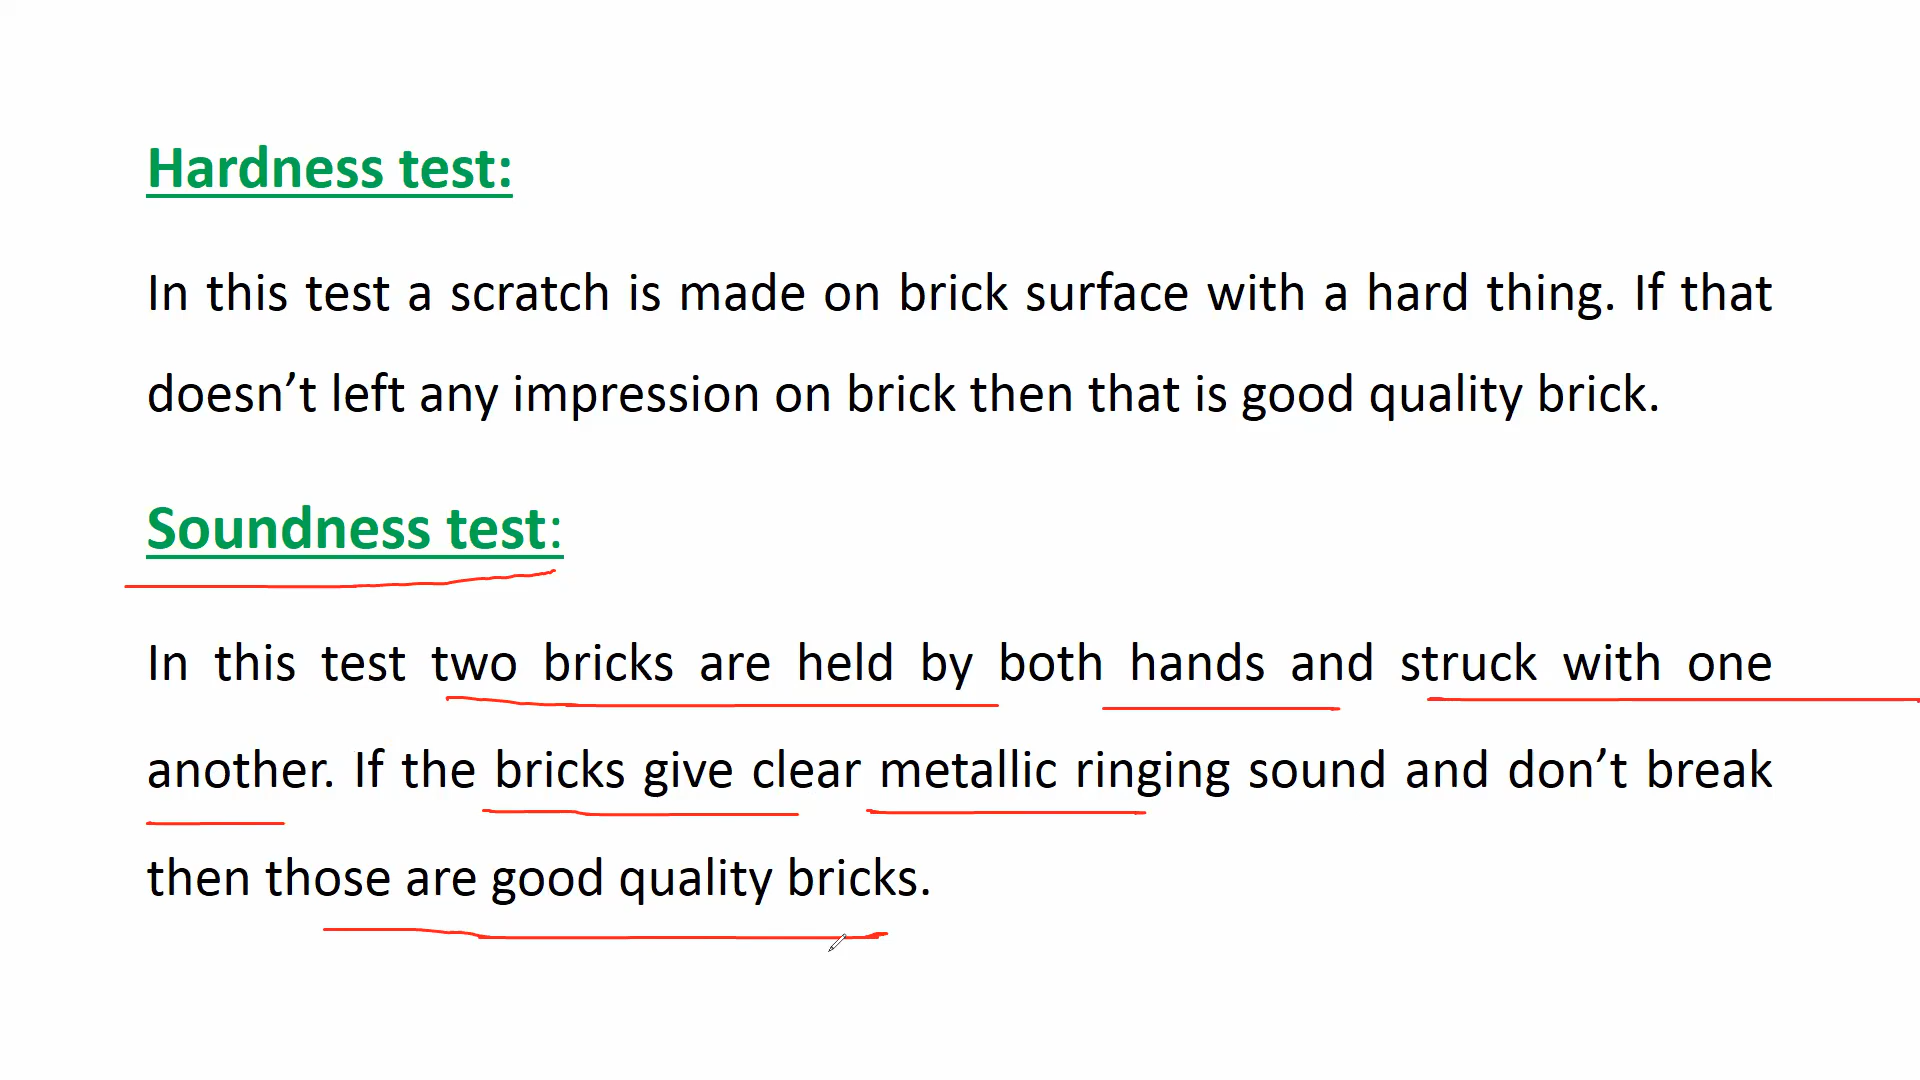 Hardness test:
In this test a scratch is made on brick surface with a hard thing. If that
doesn’t left any impression on brick then that is good quality brick.
Soundness test:
In this test two bricks are held by both hands and struck with one
another. If the bricks give clear metallic ringing sound and don’t break
then those are good quality bricks.